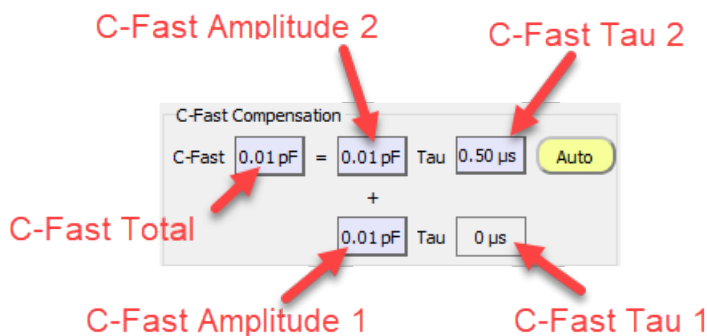 C-Fast Amplitude 2
C-Fast Tau 2
C-Fast Compensation
C-Fast 0.01 pF = 0.01 pF Tau 0.50 µs Auto
+
C-Fast Total
0.01 pF Tau 0 µs
C-Fast Amplitude 1
C-Fast Tau 1